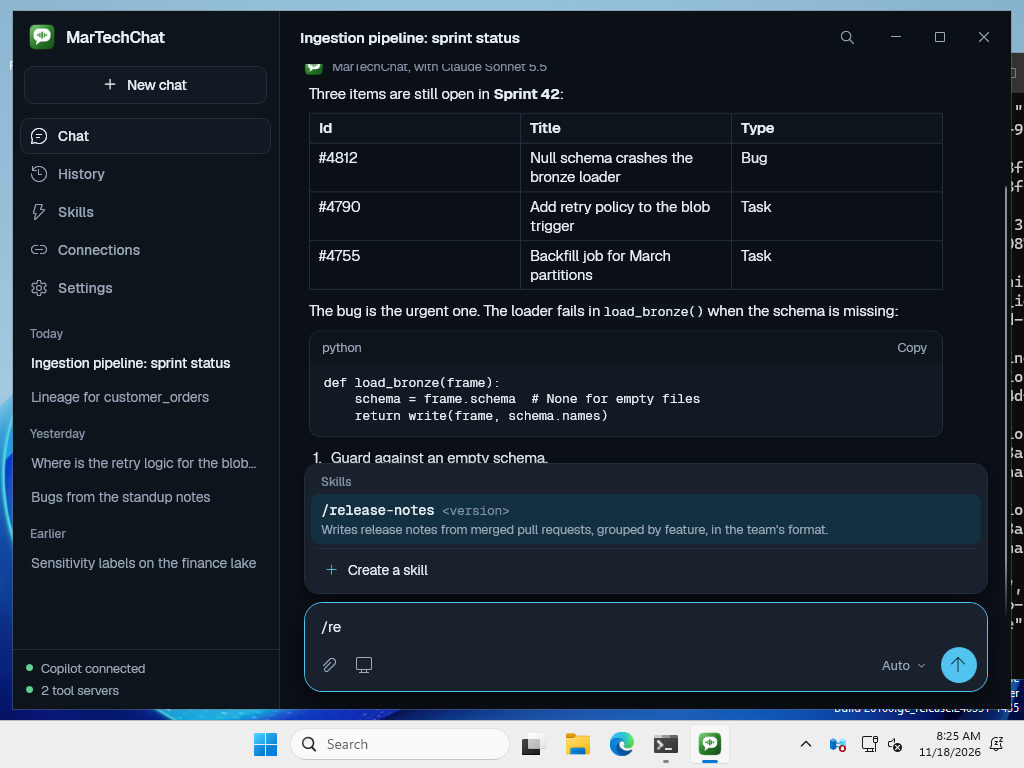 MarTechChat
New chat
Chat
History
Skills
Connections
Settings
Today
Ingestion pipeline: sprint status
Lineage for customer_orders
Yesterday
Where is the retry logic for the blob…
Bugs from the standup notes
Earlier
Sensitivity labels on the finance lake
Copilot connected
2 tool servers
Ingestion pipeline: sprint status
MarTechChat, with Claude Sonnet 5.5
Three items are still open in Sprint 42:
Id Title Type
#4812 Null schema crashes the bronze loader Bug
#4790 Add retry policy to the blob trigger Task
#4755 Backfill job for March partitions Task
The bug is the urgent one. The loader fails in load_bronze() when the schema is missing:
python Copy
def load_bronze(frame):
    schema = frame.schema  # None for empty files
    return write(frame, schema.names)
1. Guard against an empty schema.
Skills
/release-notes <version>
Writes release notes from merged pull requests, grouped by feature, in the team's format.
Create a skill
/re
Auto
Search
8:25 AM
11/18/2026